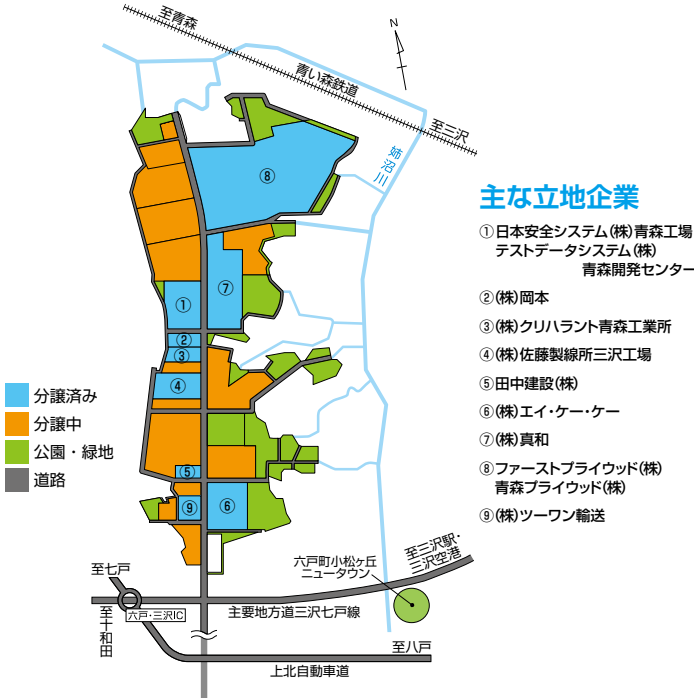 至青森
N
青い森鉄道
至三沢
姉沼川
⑧
⑦
①
②
③
④
⑤
⑨
⑥
分譲済み
分譲中
公園・緑地
道路
主な立地企業
①日本安全システム(株)青森工場
テストデータシステム(株)
青森開発センター
②(株)岡本
③(株)クリハラント青森工業所
④(株)佐藤製線所三沢工場
⑤田中建設(株)
⑥(株)エイ・ケー・ケー
⑦(株)真和
⑧ファーストプライウッド(株)
青森プライウッド(株)
⑨(株)ツーワン輸送
至三沢駅・
三沢空港
六戸町小松ヶ丘
ニュータウン
至七戸
六戸・三沢IC
主要地方道三沢七戸線
至十和田
至八戸
上北自動車道